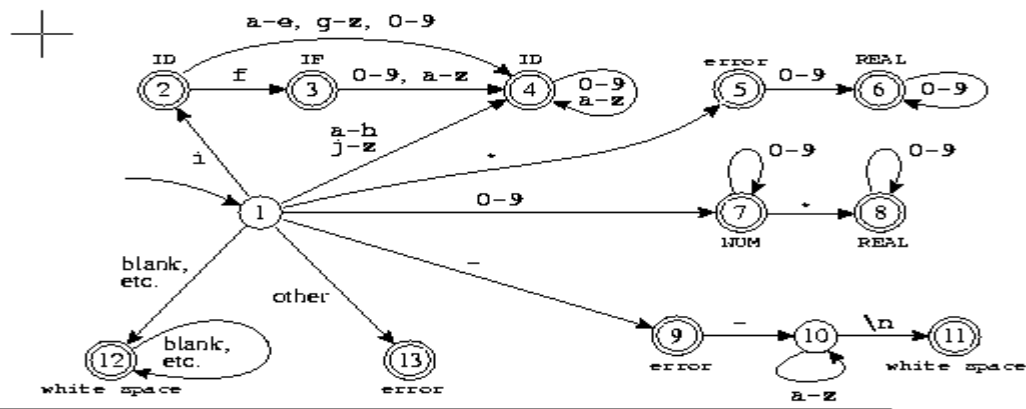 a-e, g-z, 0-9
ID
IF
ID
error
REAL
2
f
3
0-9, a-z
4
0-9
a-z
5
0-9
6
0-9
a-h
j-z
i
.
0-9
0-9
1
0-9
7
.
8
NUM
REAL
blank,
etc.
other
-
12
blank,
etc.
13
9
-
10
\n
11
white space
error
error
white space
a-z